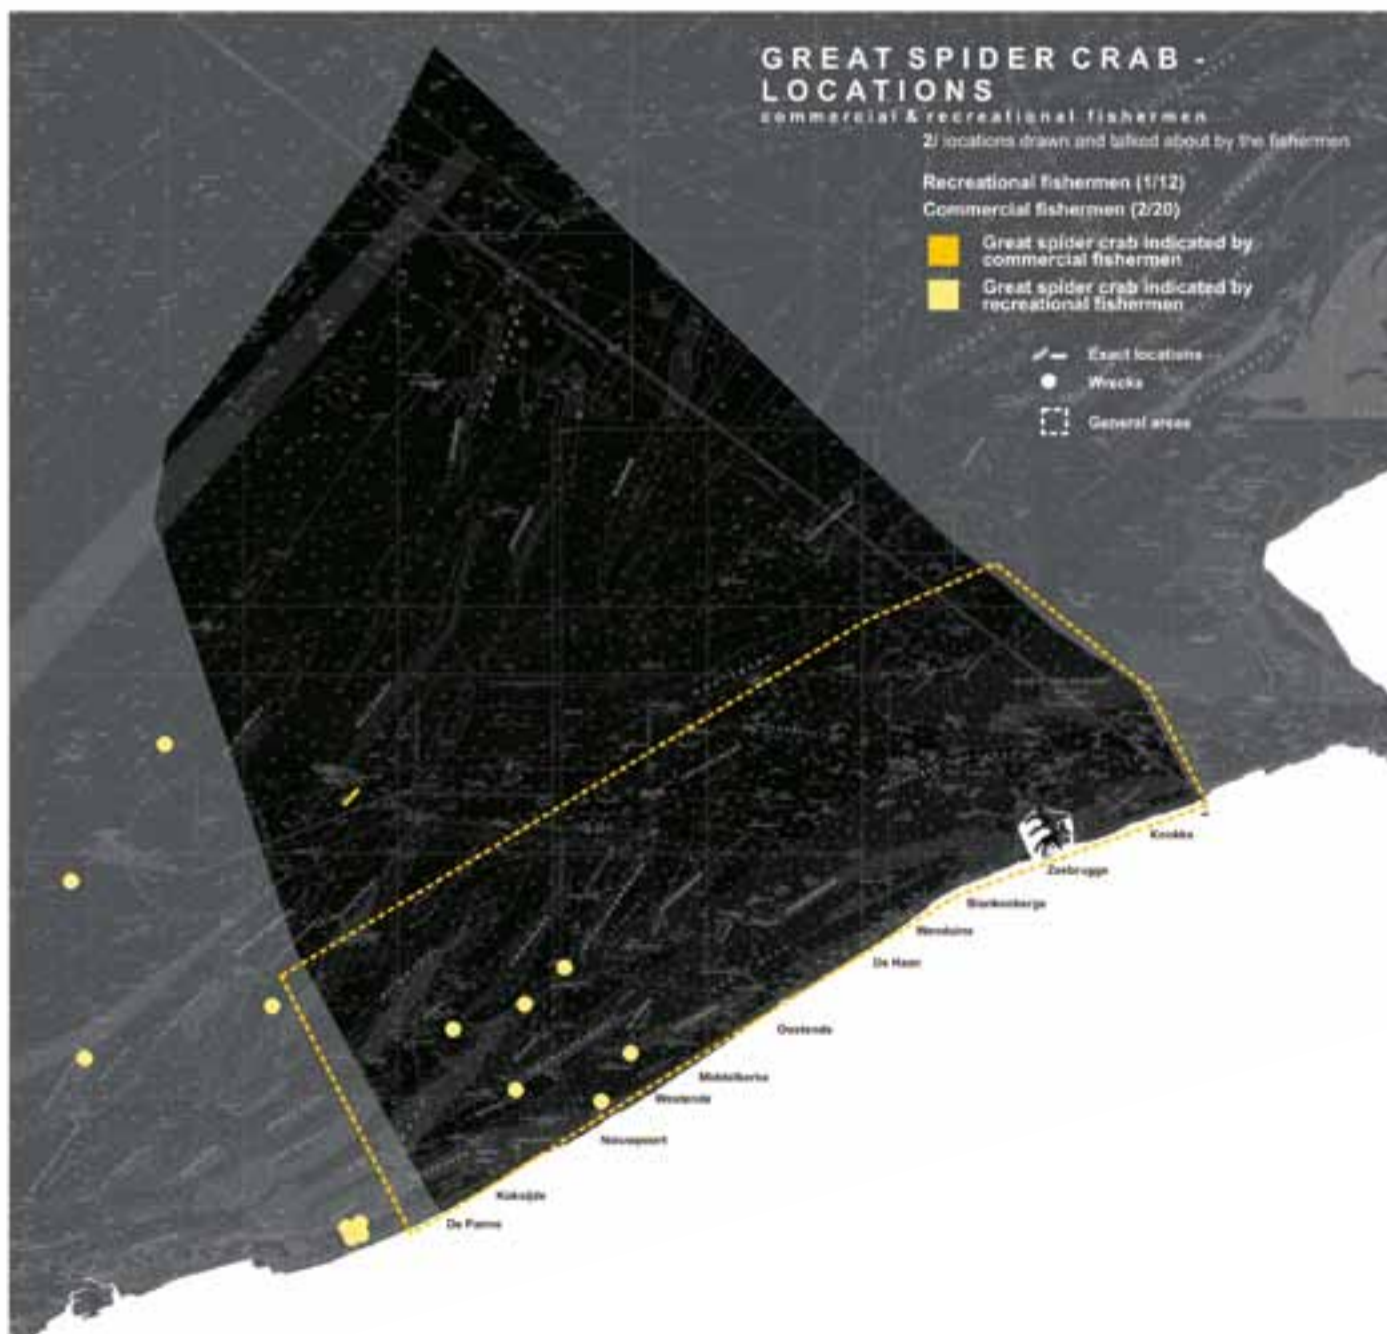 GREAT SPIDER CRAB -
LOCATIONS
commercial & recreational fishermen
2/ locations drawn and talked about by the fishermen
Recreational fishermen (1/12)
Commercial fishermen (2/20)
Great spider crab indicated by
commercial fishermen
Great spider crab indicated by
recreational fishermen
Exact locations
Wrecks
General areas
Knokke
Zeebrugge
Blankenberge
Wenduine
De Haan
Oostende
Middelkerke
Westende
Nieuwpoort
Koksijde
De Panne